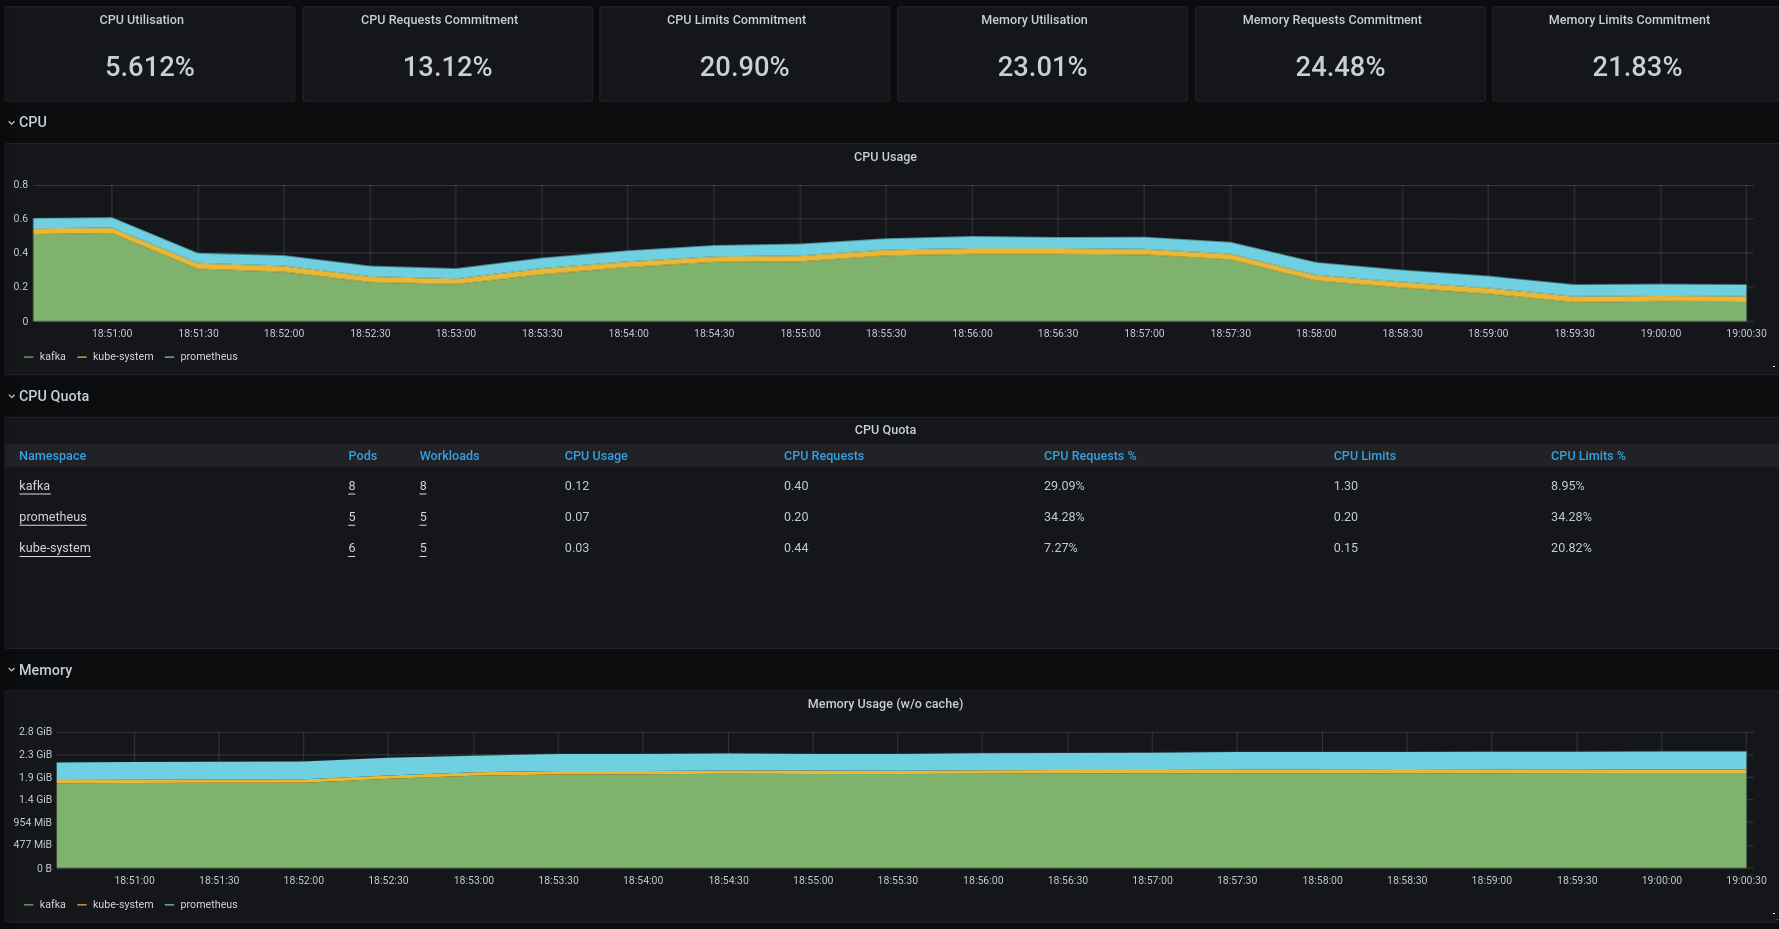 CPU Utilisation CPU Requests Commitment CPU Limits Commitment Memory Utilisation Memory Requests Commitment Memory Limits Commitment
5.612% 13.12% 20.90% 23.01% 24.48% 21.83%
CPU
CPU Usage
0.8
0.6
0.4
0.2
0
18:51:00 18:51:30 18:52:00 18:52:30 18:53:00 18:53:30 18:54:00 18:54:30 18:55:00 18:55:30 18:56:00 18:56:30 18:57:00 18:57:30 18:58:00 18:58:30 18:59:00 18:59:30 19:00:00 19:00:30
kafka kube-system prometheus
CPU Quota
CPU Quota
Namespace Pods Workloads CPU Usage CPU Requests CPU Requests % CPU Limits CPU Limits %
kafka 8 8 0.12 0.40 29.09% 1.30 8.95%
prometheus 5 5 0.07 0.20 34.28% 0.20 34.28%
kube-system 6 5 0.03 0.44 7.27% 0.15 20.82%
Memory
Memory Usage (w/o cache)
2.8 GiB
2.3 GiB
1.9 GiB
1.4 GiB
954 MiB
477 MiB
0 B
18:51:00 18:51:30 18:52:00 18:52:30 18:53:00 18:53:30 18:54:00 18:54:30 18:55:00 18:55:30 18:56:00 18:56:30 18:57:00 18:57:30 18:58:00 18:58:30 18:59:00 18:59:30 19:00:00 19:00:30
kafka kube-system prometheus